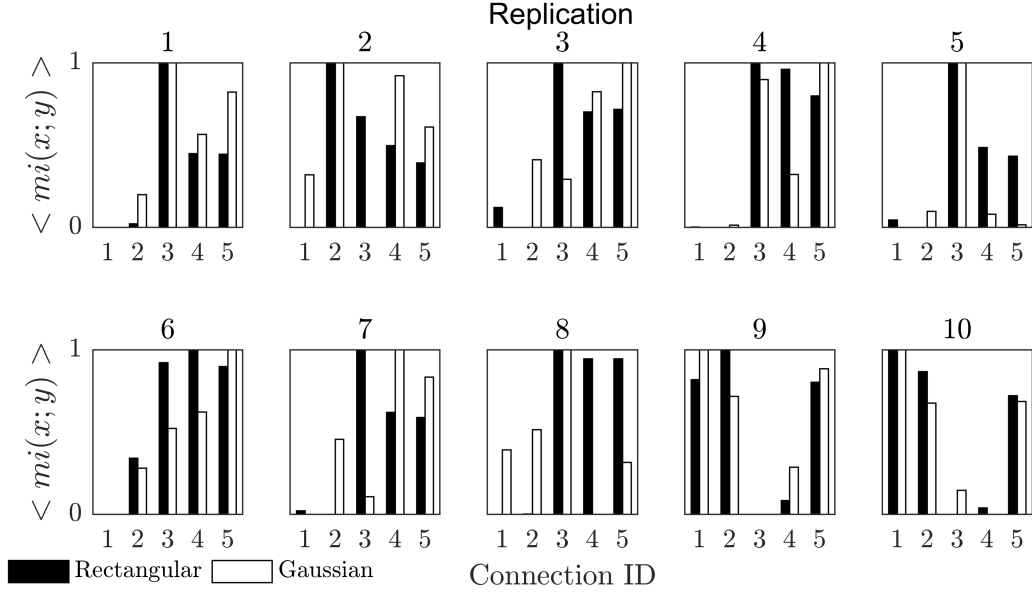 Replication
1 2 3 4 5
< mi(x; y) >
1
0
1 2 3 4 5 1 2 3 4 5 1 2 3 4 5 1 2 3 4 5 1 2 3 4 5
6 7 8 9 10
< mi(x; y) >
1
0
1 2 3 4 5 1 2 3 4 5 1 2 3 4 5 1 2 3 4 5 1 2 3 4 5
Rectangular Gaussian Connection ID